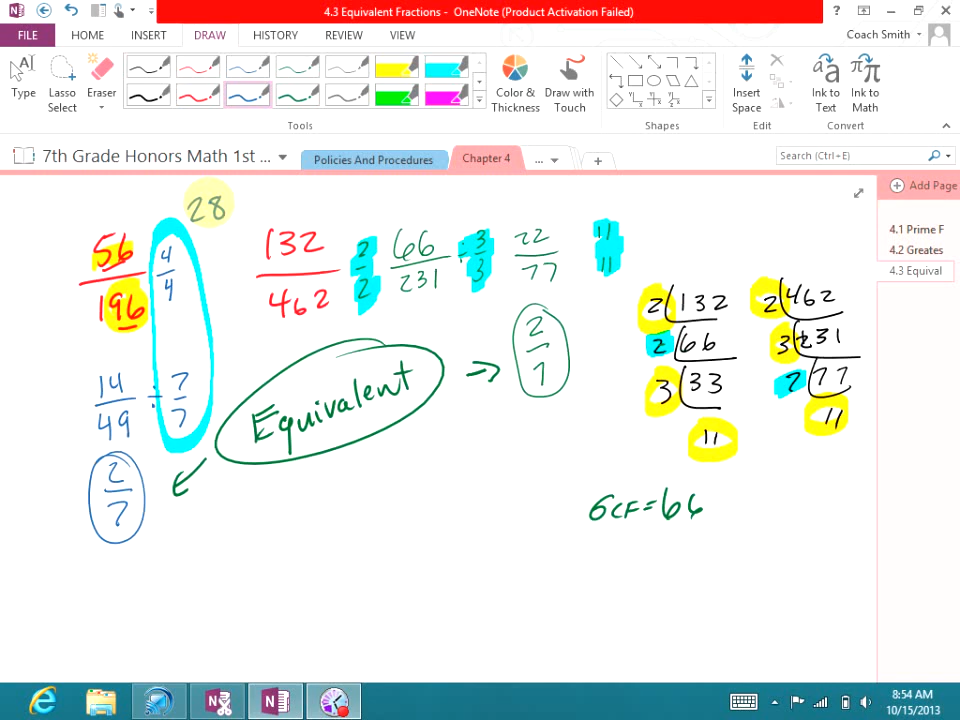 4.3 Equivalent Fractions - OneNote (Product Activation Failed)
FILE HOME INSERT DRAW HISTORY REVIEW VIEW
Coach Smith
Type
Lasso Select
Eraser
Color & Thickness
Draw with Touch
Insert Space
Ink to Text
Ink to Math
Tools
Shapes
Edit
Convert
7th Grade Honors Math 1st ...
Policies And Procedures
Chapter 4
...
Search (Ctrl+E)
Add Page
4.1 Prime F
4.2 Greates
4.3 Equival
28
56
196
4
4
14
49
÷
7
7
2
7
132
462
2
2
66
231
÷
3
3
22
77
11
11
2
7
Equivalent
2 132
2 66
3 33
11
2 462
3 231
7 77
11
GCF=66
8:54 AM
10/15/2013